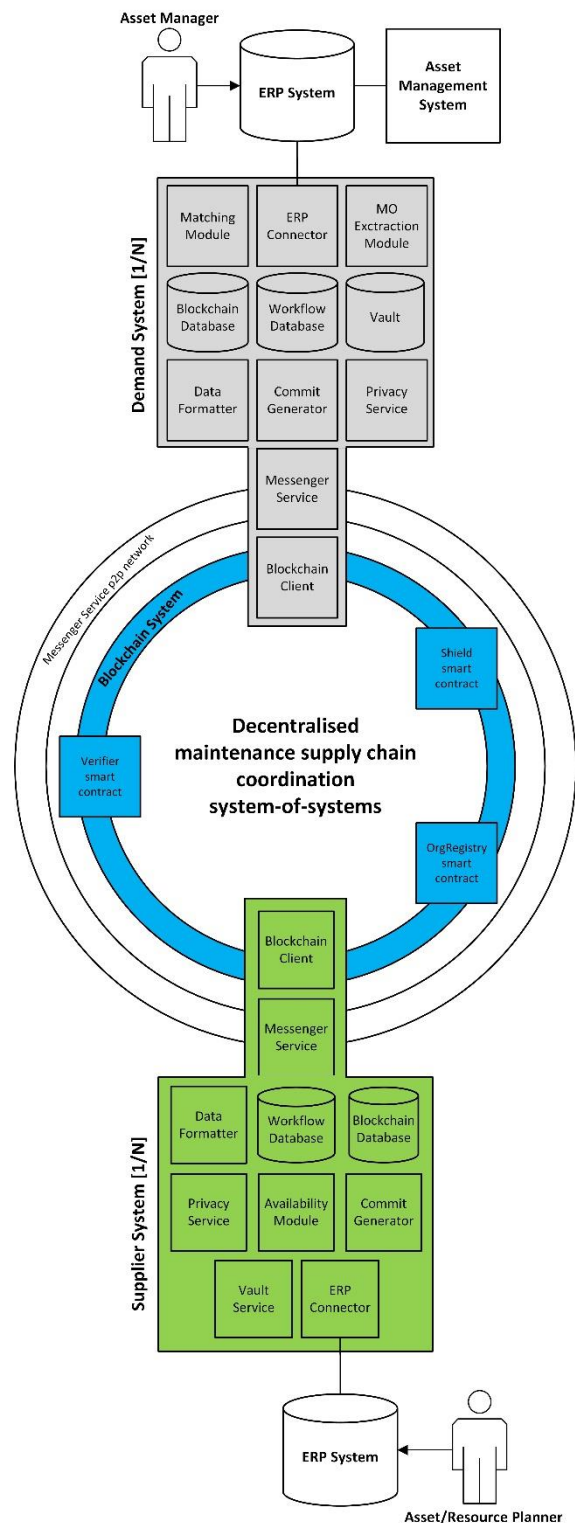 Asset Manager
ERP System
Asset
Management
System
Demand System [1/N]
Matching
Module
ERP
Connector
MO
Exctraction
Module
Blockchain
Database
Workflow
Database
Vault
Data
Formatter
Commit
Generator
Privacy
Service
Messenger
Service
Blockchain
Client
Messenger Service p2p network
Blockchain System
Shield
smart
contract
Verifier
smart
contract
Decentralised
maintenance supply chain
coordination
system-of-systems
OrgRegistry
smart
contract
Blockchain
Client
Messenger
Service
Supplier System [1/N]
Data
Formatter
Workflow
Database
Blockchain
Database
Privacy
Service
Availability
Module
Commit
Generator
Vault
Service
ERP
Connector
ERP System
Asset/Resource Planner